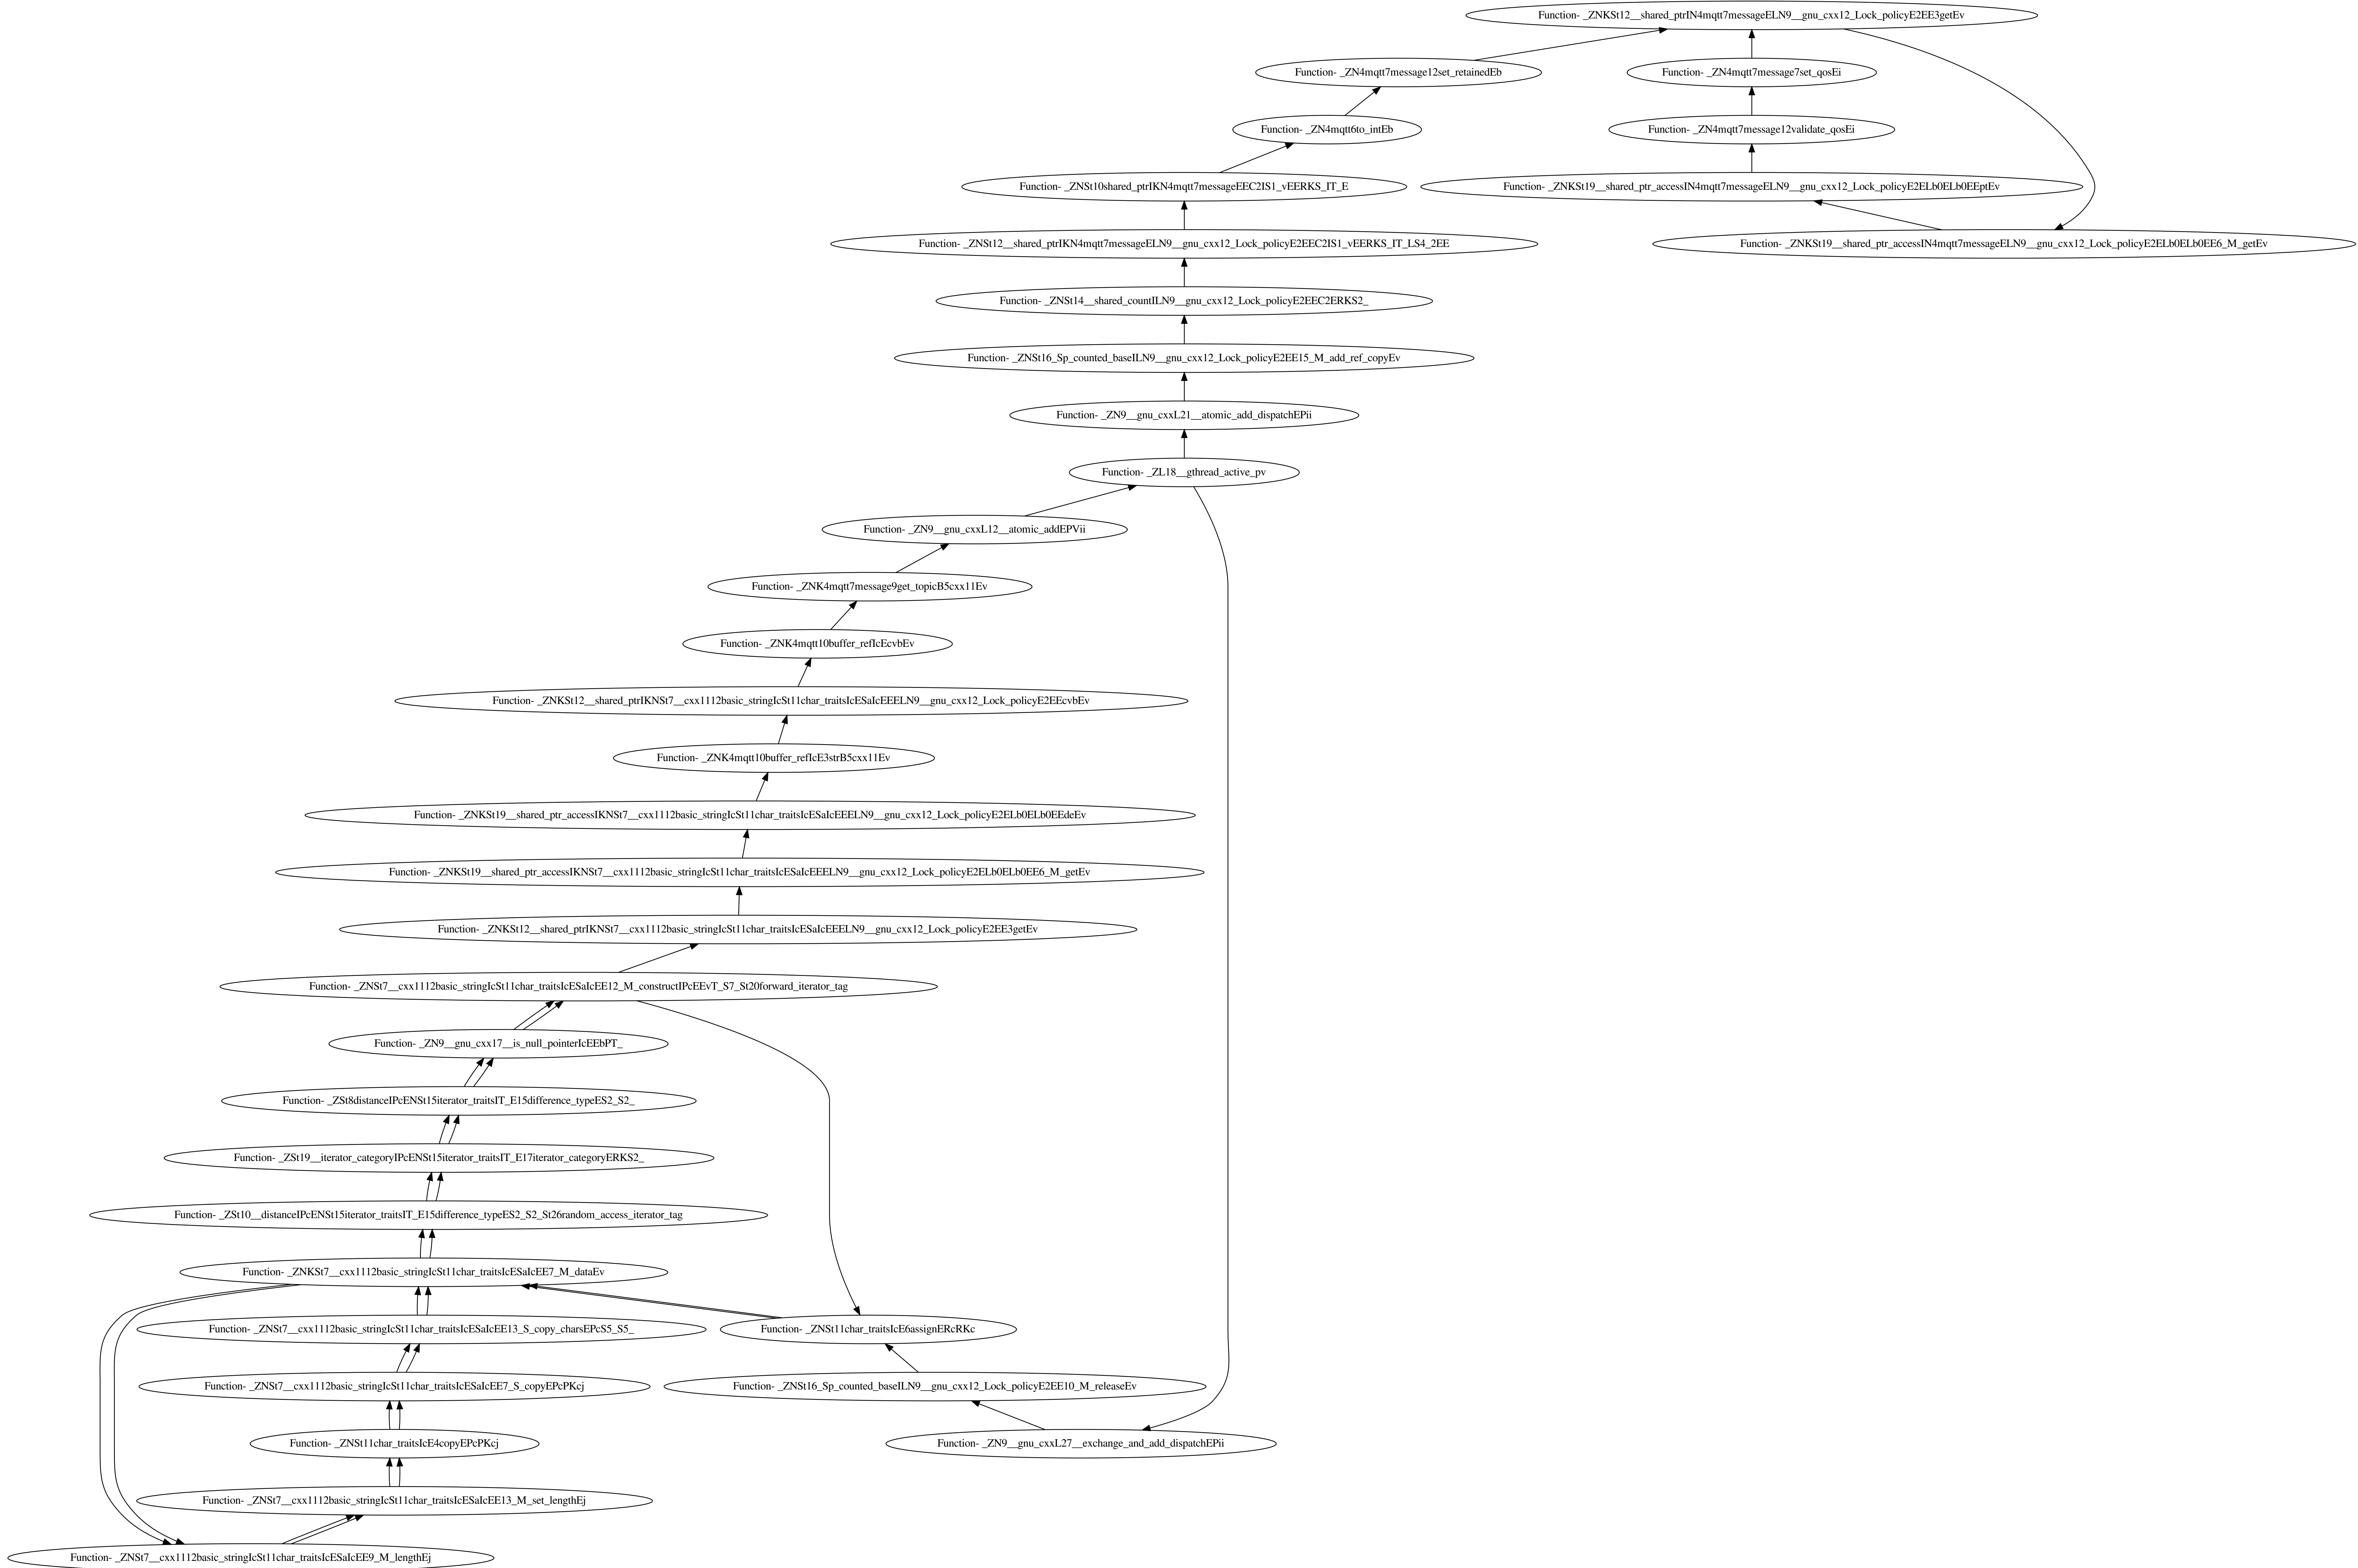 Function- _ZNKSt12__shared_ptrIN4mqtt7messageELN9__gnu_cxx12_Lock_policyE2EE3getEv
Function- _ZN4mqtt7message12set_retainedEb
Function- _ZN4mqtt7message7set_qosEi
Function- _ZN4mqtt6to_intEb
Function- _ZN4mqtt7message12validate_qosEi
Function- _ZNSt10shared_ptrIKN4mqtt7messageEEC2IS1_vEERKS_IT_E
Function- _ZNKSt19__shared_ptr_accessIN4mqtt7messageELN9__gnu_cxx12_Lock_policyE2ELb0ELb0EEptEv
Function- _ZNSt12__shared_ptrIKN4mqtt7messageELN9__gnu_cxx12_Lock_policyE2EEC2IS1_vEERKS_IT_LS4_2EE
Function- _ZNKSt19__shared_ptr_accessIN4mqtt7messageELN9__gnu_cxx12_Lock_policyE2ELb0ELb0EE6_M_getEv
Function- _ZNSt14__shared_countILN9__gnu_cxx12_Lock_policyE2EEC2ERKS2_
Function- _ZNSt16_Sp_counted_baseILN9__gnu_cxx12_Lock_policyE2EE15_M_add_ref_copyEv
Function- _ZN9__gnu_cxxL21__atomic_add_dispatchEPii
Function- _ZL18__gthread_active_pv
Function- _ZN9__gnu_cxxL12__atomic_addEPVii
Function- _ZNK4mqtt7message9get_topicB5cxx11Ev
Function- _ZNK4mqtt10buffer_refIcEcvbEv
Function- _ZNKSt12__shared_ptrIKNSt7__cxx1112basic_stringIcSt11char_traitsIcESaIcEEELN9__gnu_cxx12_Lock_policyE2EEcvbEv
Function- _ZNK4mqtt10buffer_refIcE3strB5cxx11Ev
Function- _ZNKSt19__shared_ptr_accessIKNSt7__cxx1112basic_stringIcSt11char_traitsIcESaIcEEELN9__gnu_cxx12_Lock_policyE2ELb0ELb0EEdeEv
Function- _ZNKSt19__shared_ptr_accessIKNSt7__cxx1112basic_stringIcSt11char_traitsIcESaIcEEELN9__gnu_cxx12_Lock_policyE2ELb0ELb0EE6_M_getEv
Function- _ZNKSt12__shared_ptrIKNSt7__cxx1112basic_stringIcSt11char_traitsIcESaIcEEELN9__gnu_cxx12_Lock_policyE2EE3getEv
Function- _ZNSt7__cxx1112basic_stringIcSt11char_traitsIcESaIcEE12_M_constructIPcEEvT_S7_St20forward_iterator_tag
Function- _ZN9__gnu_cxx17__is_null_pointerIcEEbPT_
Function- _ZSt8distanceIPcENSt15iterator_traitsIT_E15difference_typeES2_S2_
Function- _ZSt19__iterator_categoryIPcENSt15iterator_traitsIT_E17iterator_categoryERKS2_
Function- _ZSt10__distanceIPcENSt15iterator_traitsIT_E15difference_typeES2_S2_St26random_access_iterator_tag
Function- _ZNKSt7__cxx1112basic_stringIcSt11char_traitsIcESaIcEE7_M_dataEv
Function- _ZNSt7__cxx1112basic_stringIcSt11char_traitsIcESaIcEE13_S_copy_charsEPcS5_S5_
Function- _ZNSt11char_traitsIcE6assignERcRKc
Function- _ZNSt7__cxx1112basic_stringIcSt11char_traitsIcESaIcEE7_S_copyEPcPKcj
Function- _ZNSt16_Sp_counted_baseILN9__gnu_cxx12_Lock_policyE2EE10_M_releaseEv
Function- _ZNSt11char_traitsIcE4copyEPcPKcj
Function- _ZN9__gnu_cxxL27__exchange_and_add_dispatchEPii
Function- _ZNSt7__cxx1112basic_stringIcSt11char_traitsIcESaIcEE13_M_set_lengthEj
Function- _ZNSt7__cxx1112basic_stringIcSt11char_traitsIcESaIcEE9_M_lengthEj